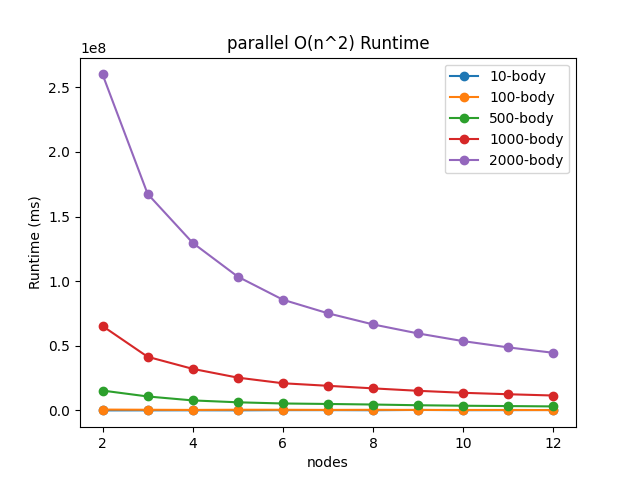 parallel O(n^2) Runtime
1e8
2.5
2.0
1.5
1.0
0.5
0.0
Runtime (ms)
10-body
100-body
500-body
1000-body
2000-body
2 4 6 8 10 12
nodes